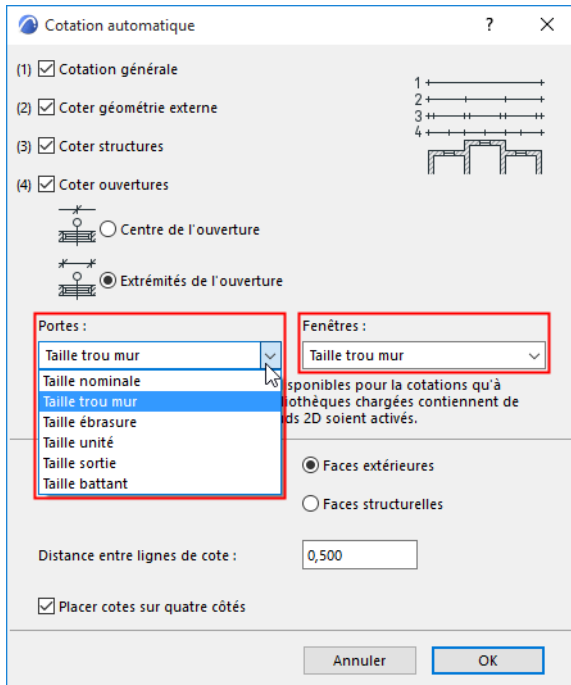 Cotation automatique ? ×
(1) Cotation générale
(2) Coter géométrie externe
(3) Coter structures
(4) Coter ouvertures
1
2
3
4
Centre de l'ouverture
Extrémités de l'ouverture
Portes :
Taille trou mur
Taille nominale
Taille trou mur
Taille ébrasure
Taille unité
Taille sortie
Taille battant
Fenêtres :
Taille trou mur
sponibles pour la cotations qu'à
liothèques chargées contiennent de
ds 2D soient activés.
Faces extérieures
Faces structurelles
Distance entre lignes de cote :
0,500
Placer cotes sur quatre côtés
Annuler
OK